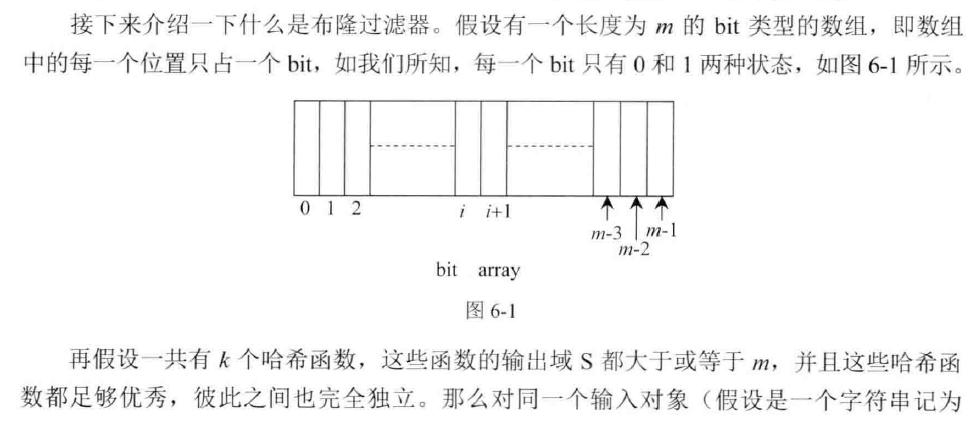 接下来介绍一下什么是布隆过滤器。假设有一个长度为 m 的 bit 类型的数组，即数组
中的每一个位置只占一个 bit，如我们所知，每一个 bit 只有 0 和 1 两种状态，如图 6-1 所示。
0 1 2 i i+1 m-3 m-2 m-1
bit array
图 6-1
再假设一共有 k 个哈希函数，这些函数的输出域 S 都大于或等于 m，并且这些哈希函
数都足够优秀，彼此之间也完全独立。那么对同一个输入对象（假设是一个字符串记为